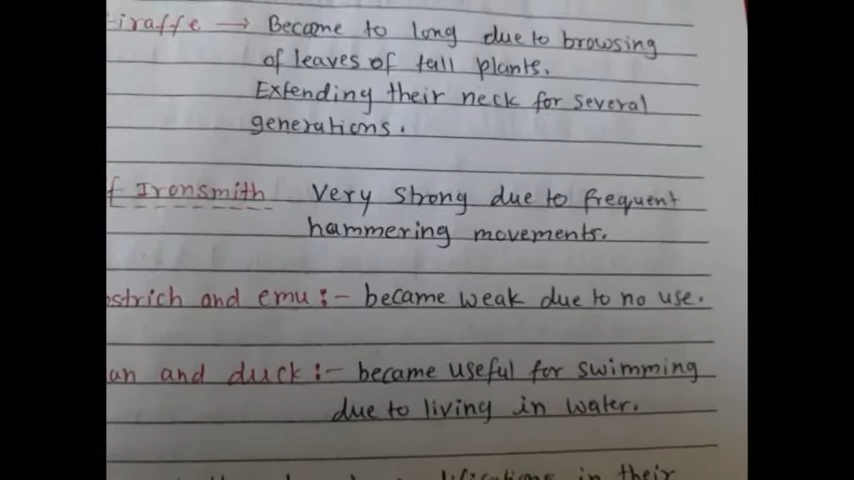 iraffe → Became to long due to browsing
of leaves of tall plants.
Extending their neck for several
generations.
f Ironsmith Very strong due to frequent
hammering movements.
ostrich and emu :- became weak due to no use.
an and duck :- became useful for swimming
due to living in water.
in their